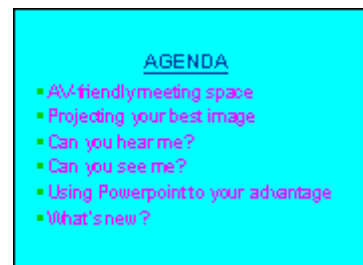 AGENDA
AV-friendly meeting space
Projecting your best image
Can you hear me?
Can you see me?
Using Powerpoint to your advantage
What's new?